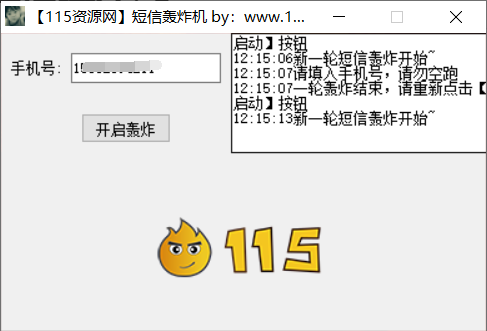 【115资源网】短信轰炸机 by：www.1...
启动】按钮
12:15:06新一轮短信轰炸开始~
手机号：
12:15:07请填入手机号，请勿空跑
12:15:07一轮轰炸结束，请重新点击【
启动】按钮
12:15:13新一轮短信轰炸开始~
开启轰炸
115